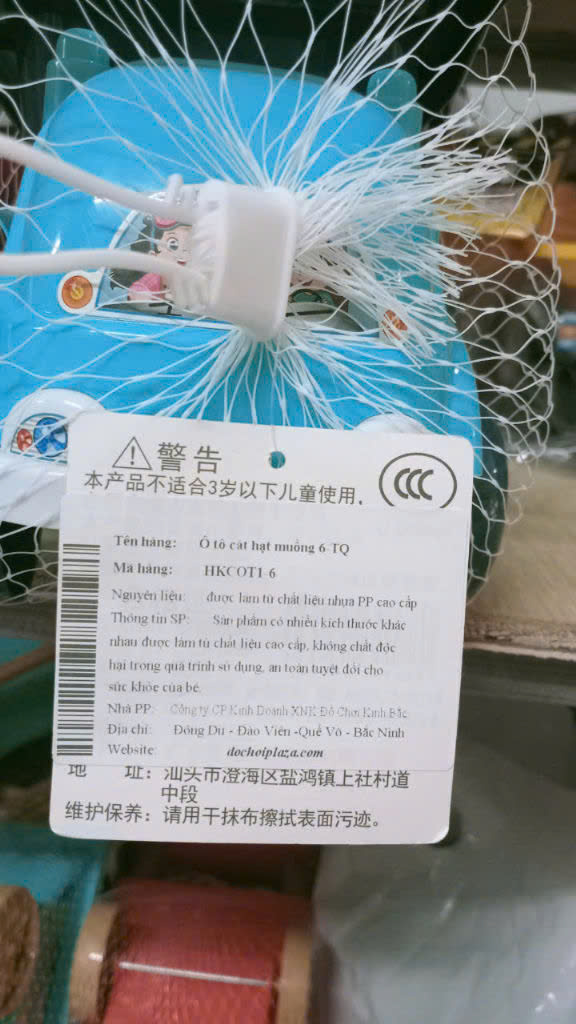 警告
本产品不适合3岁以下儿童使用,
CCC
Tên hàng: Ô tô cát hạt muồng 6-TQ
Mã hàng: HKCOT1-6
Nguyên liệu: được làm từ chất liệu nhựa PP cao cấp
Thông tin SP: Sản phẩm có nhiều kích thước khác
nhau được làm từ chất liệu cao cấp, không chất độc
hại trong quá trình sử dụng, an toàn tuyệt đối cho
sức khỏe của bé.
Nhà PP: Công ty CP Kinh Doanh XNK Đồ Chơi Kinh Bắc
Địa chỉ: Đông Du - Đào Viên -Quế Võ - Bắc Ninh
Website: dochoiplaza.com
地 址：汕头市澄海区盐鸿镇上社村道
中段
维护保养：请用干抹布擦拭表面污迹。